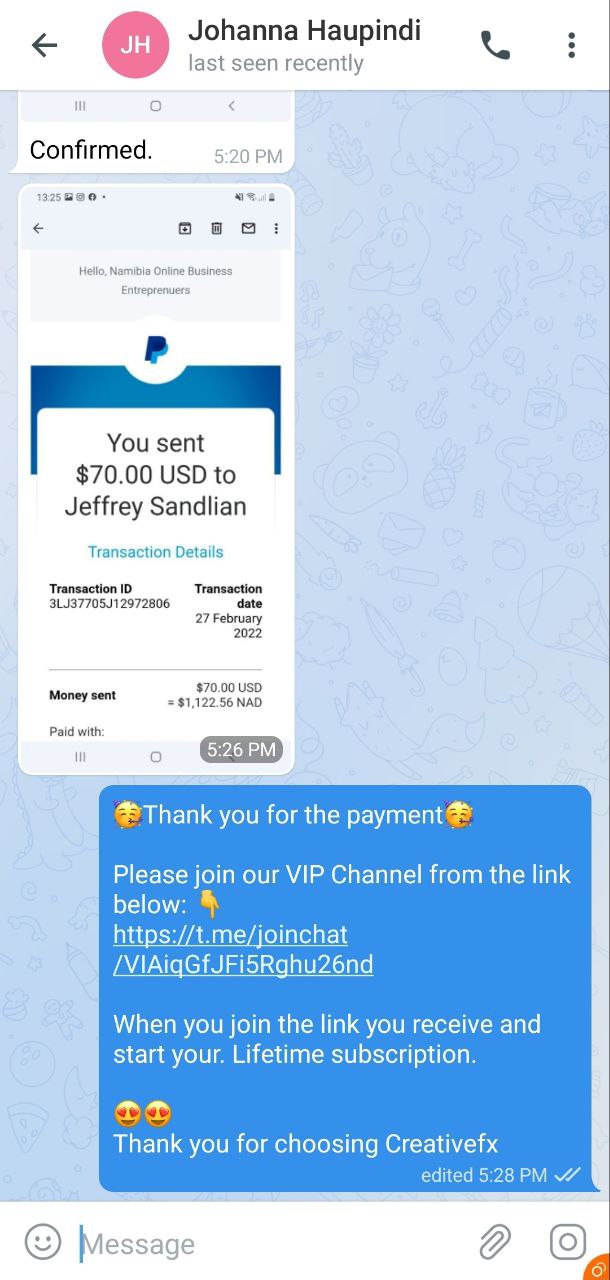 JH
Johanna Haupindi
last seen recently
Confirmed.
5:20 PM
13:25
Hello, Namibia Online Business
Entreprenuers
You sent
$70.00 USD to
Jeffrey Sandlian
Transaction Details
Transaction ID
3LJ37705J12972806
Transaction
date
27 February
2022
Money sent
$70.00 USD
= $1,122.56 NAD
Paid with:
5:26 PM
🥳Thank you for the payment🥳
Please join our VIP Channel from the link
below: 👇
https://t.me/joinchat
/VIAiqGfJFi5Rghu26nd
When you join the link you receive and
start your. Lifetime subscription.
😍😍
Thank you for choosing Creativefx
edited 5:28 PM
Message